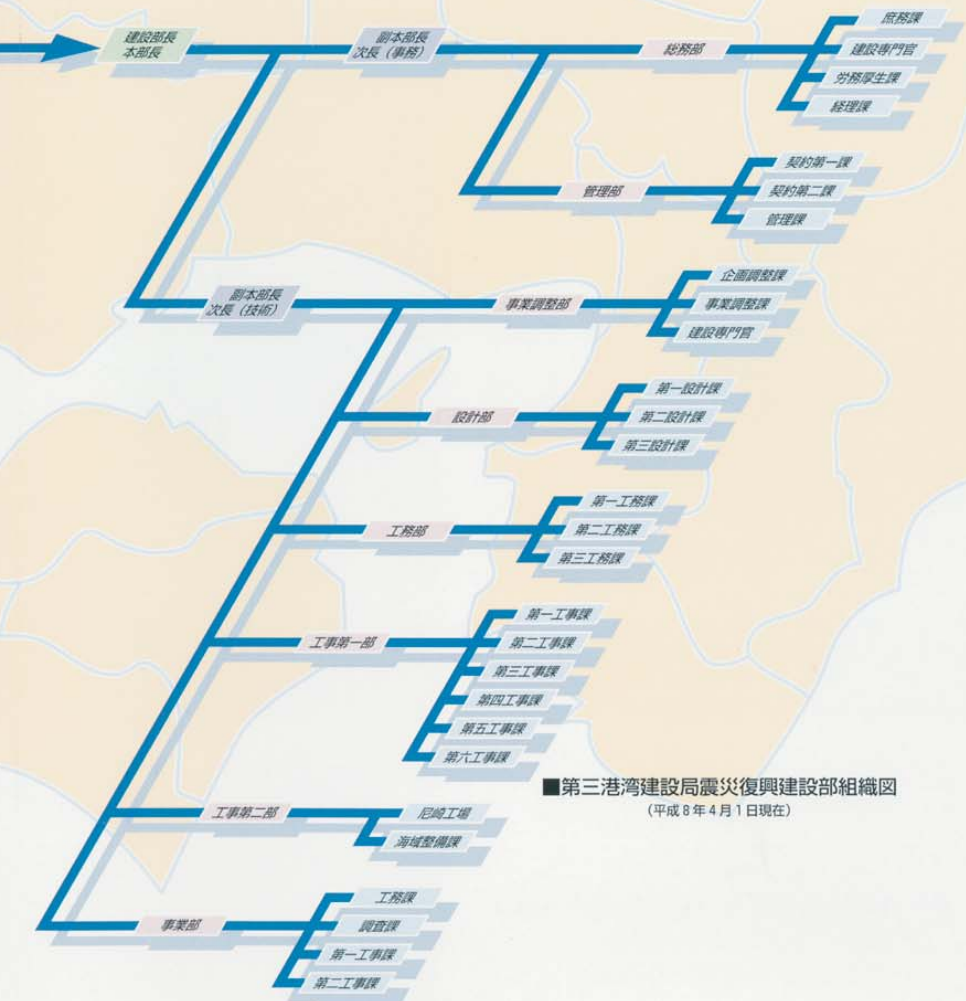 建設部長
本部長
副本部長
次長（事務）
総務部
庶務課
建設専門官
労務厚生課
経理課
管理部
契約第一課
契約第二課
管理課
副本部長
次長（技術）
事業調整部
企画調整課
事業調整課
建設専門官
設計部
第一設計課
第二設計課
第三設計課
工務部
第一工務課
第二工務課
第三工務課
工事第一部
第一工事課
第二工事課
第三工事課
第四工事課
第五工事課
第六工事課
■第三港湾建設局震災復興建設部組織図
（平成8年4月1日現在）
工事第二部
尼崎工場
海域整備課
事業部
工務課
調査課
第一工事課
第二工事課